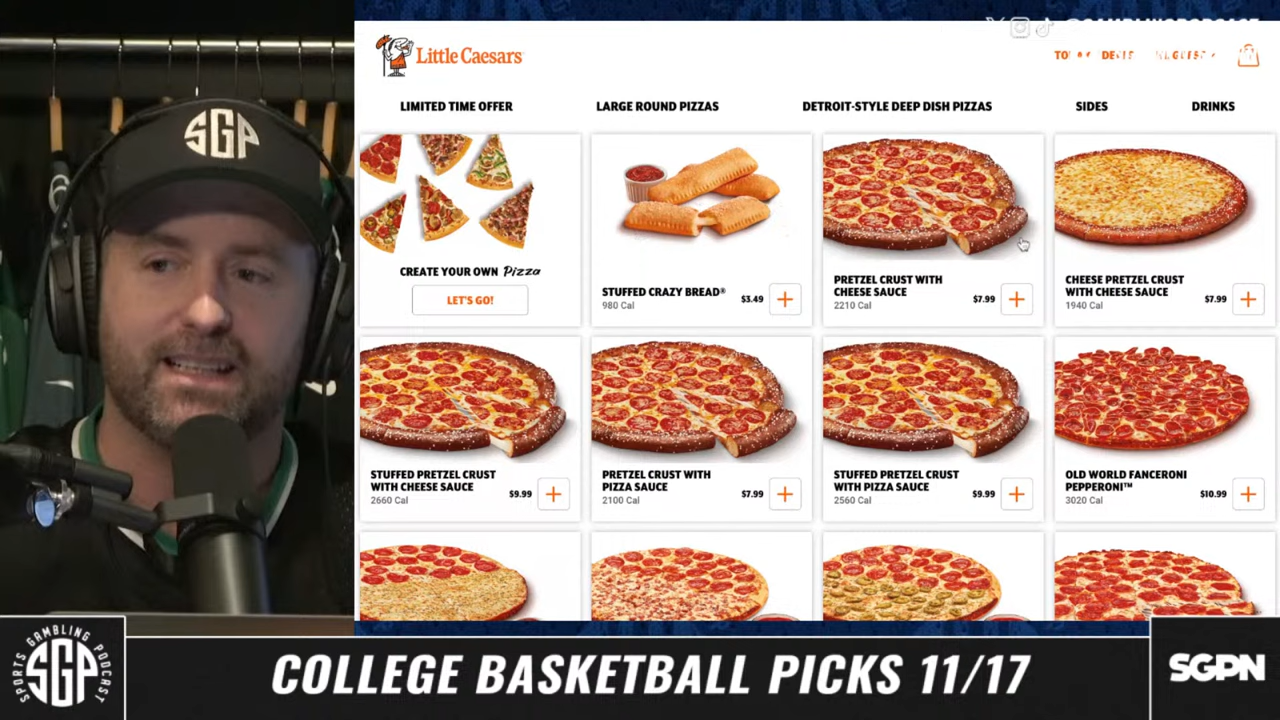 SGP
@GAMBLINGPODCAST
Little Caesars
LIMITED TIME OFFER
LARGE ROUND PIZZAS
DETROIT-STYLE DEEP DISH PIZZAS
SIDES
DRINKS
CREATE YOUR OWN Pizza
LET'S GO!
STUFFED CRAZY BREAD®
980 Cal
$3.49
PRETZEL CRUST WITH
CHEESE SAUCE
2210 Cal
$7.99
CHEESE PRETZEL CRUST
WITH CHEESE SAUCE
1940 Cal
$7.99
STUFFED PRETZEL CRUST
WITH CHEESE SAUCE
2660 Cal
$9.99
PRETZEL CRUST WITH
PIZZA SAUCE
2100 Cal
$7.99
STUFFED PRETZEL CRUST
WITH PIZZA SAUCE
2560 Cal
$9.99
OLD WORLD FANCERONI
PEPPERONI™
3020 Cal
$10.99
SPORTS GAMBLING PODCAST
SGP
COLLEGE BASKETBALL PICKS 11/17
SGPN